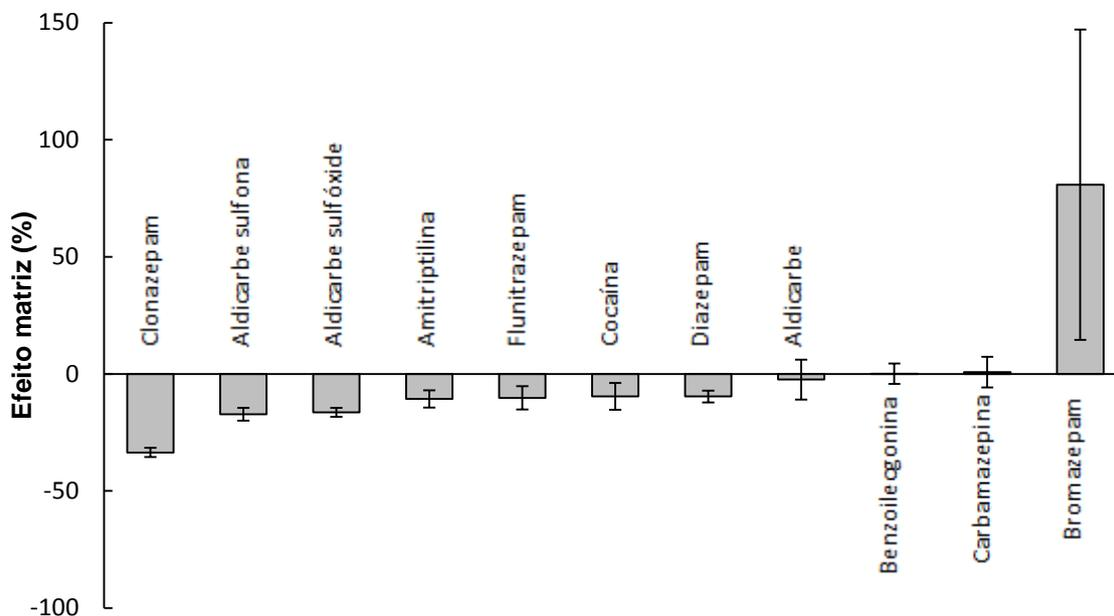 150
100
50
0
-50
-100
Efeito matriz (%)
Clonazepam
Aldicarbe sulfona
Aldicarbe sulfóxide
Amitriptilina
Flunitrazepam
Cocaína
Diazepam
Aldicarbe
Benzoilecgonina
Carbamazepina
Bromazepam